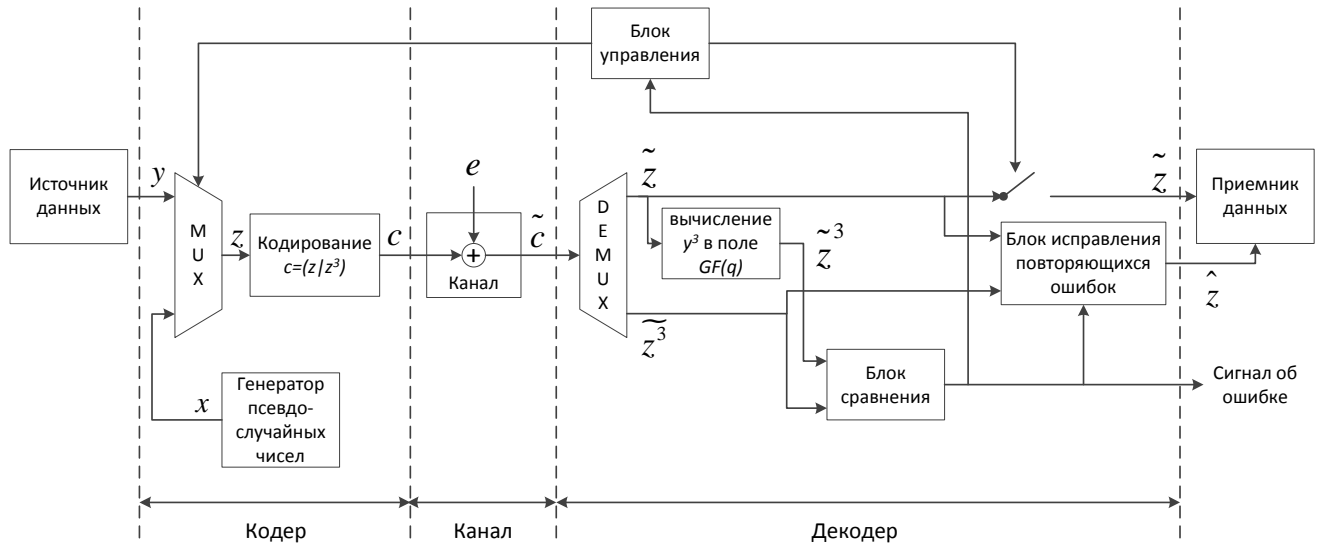 Блок
управления
Источник
данных
y
M
U
X
z
Кодирование
c=(z|z³)
c
e
+
Канал
c̃
D
E
M
U
X
z̃
вычисление
y³ в поле
GF(q)
z̃³
z̃³
Блок исправления
повторяющихся
ошибок
z̃
Приемник
данных
ẑ
Блок
сравнения
Сигнал об
ошибке
x
Генератор
псевдо-
случайных
чисел
Кодер
Канал
Декодер